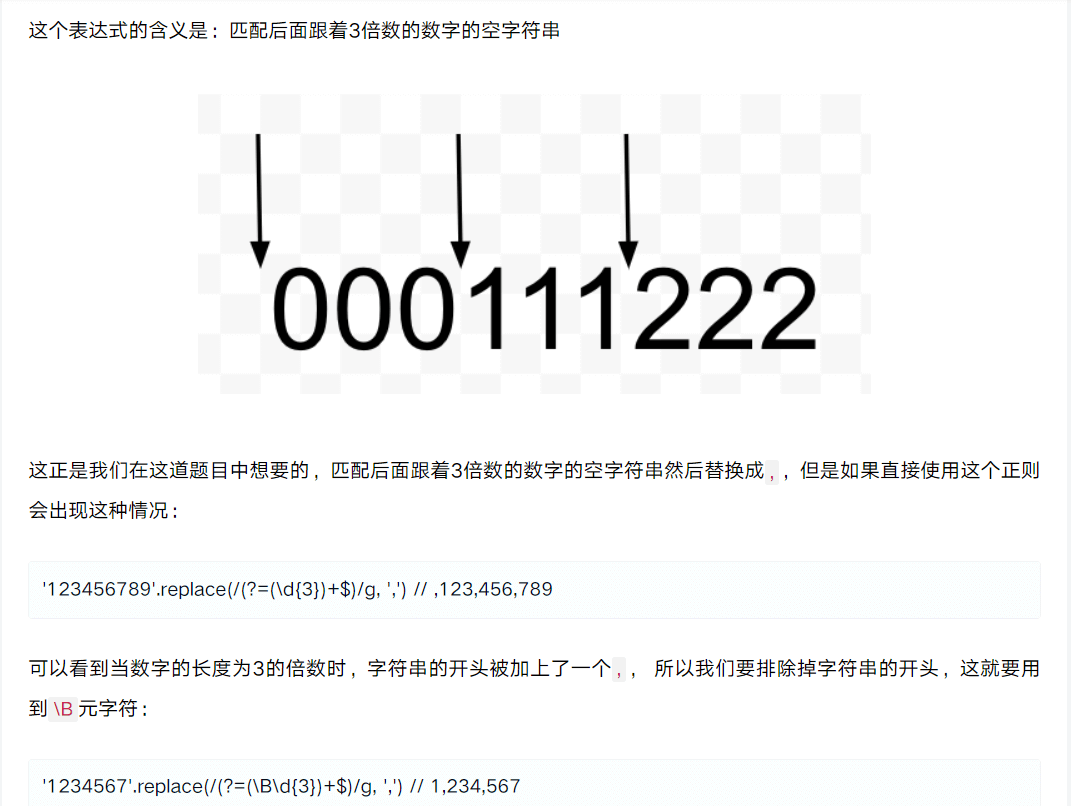 这个表达式的含义是：匹配后面跟着3倍数的数字的空字符串
000111222
这正是我们在这道题目中想要的，匹配后面跟着3倍数的数字的空字符串然后替换成 , ，但是如果直接使用这个正则
会出现这种情况：
'123456789'.replace(/(?=(\d{3})+$)/g, ',') // ,123,456,789
可以看到当数字的长度为3的倍数时，字符串的开头被加上了一个 , ， 所以我们要排除掉字符串的开头，这就要用
到 \B 元字符：
'1234567'.replace(/(?=(\B\d{3})+$)/g, ',') // 1,234,567